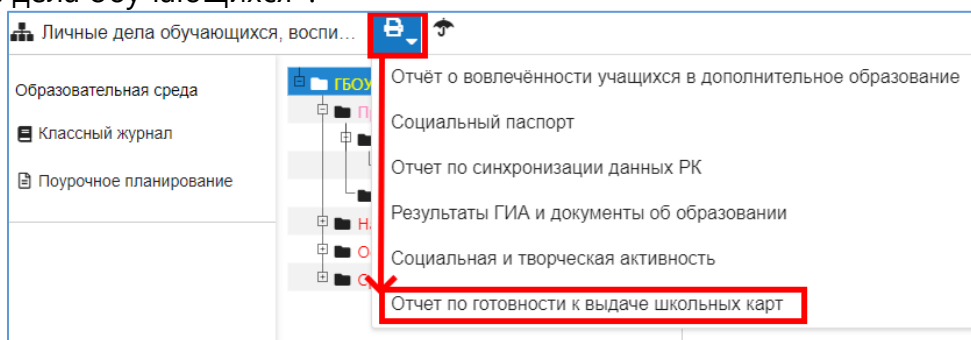 дела обучающихся".
Личные дела обучающихся, воспи...
Образовательная среда
Классный журнал
Поурочное планирование
ГБОУ
Отчёт о вовлечённости учащихся в дополнительное образование
Социальный паспорт
Отчет по синхронизации данных РК
Результаты ГИА и документы об образовании
Социальная и творческая активность
Отчет по готовности к выдаче школьных карт